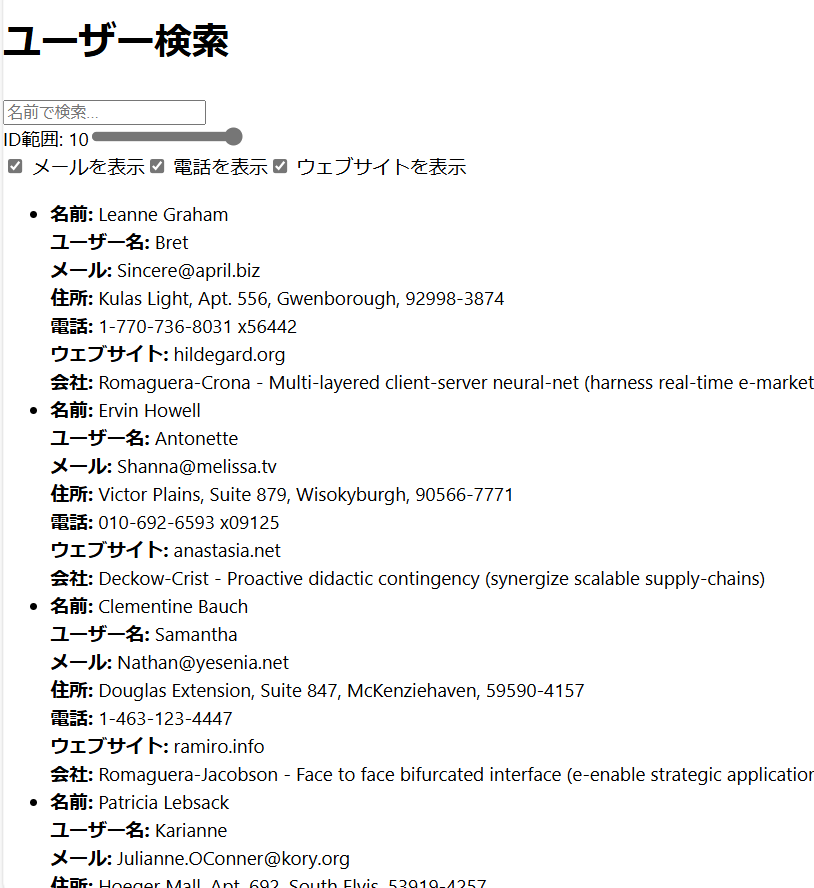 ユーザー検索
名前で検索...
ID範囲: 10
メールを表示 電話を表示 ウェブサイトを表示
名前: Leanne Graham
ユーザー名: Bret
メール: Sincere@april.biz
住所: Kulas Light, Apt. 556, Gwenborough, 92998-3874
電話: 1-770-736-8031 x56442
ウェブサイト: hildegard.org
会社: Romaguera-Crona - Multi-layered client-server neural-net (harness real-time e-market
名前: Ervin Howell
ユーザー名: Antonette
メール: Shanna@melissa.tv
住所: Victor Plains, Suite 879, Wisokyburgh, 90566-7771
電話: 010-692-6593 x09125
ウェブサイト: anastasia.net
会社: Deckow-Crist - Proactive didactic contingency (synergize scalable supply-chains)
名前: Clementine Bauch
ユーザー名: Samantha
メール: Nathan@yesenia.net
住所: Douglas Extension, Suite 847, McKenziehaven, 59590-4157
電話: 1-463-123-4447
ウェブサイト: ramiro.info
会社: Romaguera-Jacobson - Face to face bifurcated interface (e-enable strategic application
名前: Patricia Lebsack
ユーザー名: Karianne
メール: Julianne.OConner@kory.org
住所: Hoeger Mall, Apt. 692, South Elvis, 53919-4257